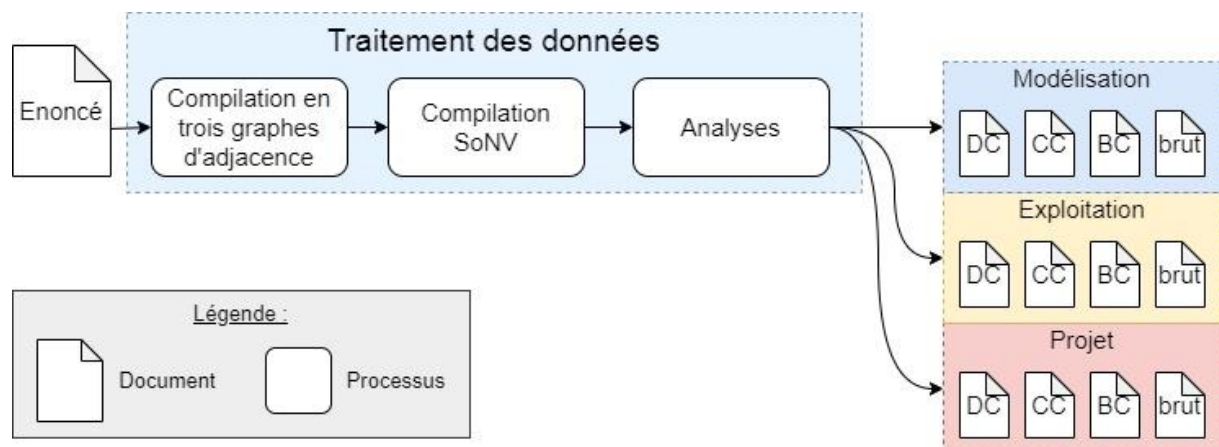 Traitement des données
Enoncé
Compilation en
trois graphes
d'adjacence
Compilation
SoNV
Analyses
Modélisation
DC CC BC brut
Exploitation
DC CC BC brut
Projet
DC CC BC brut
Légende :
Document
Processus